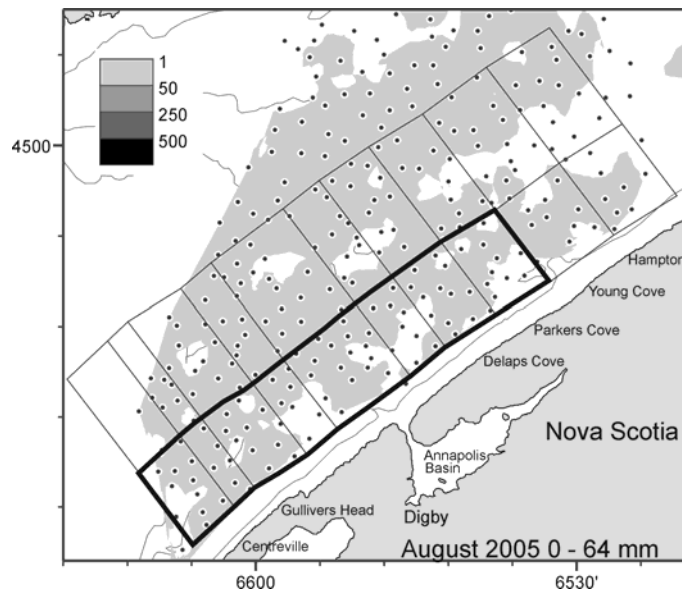 1
50
250
500
4500
Hampton
Young Cove
Parkers Cove
Delaps Cove
Nova Scotia
Annapolis
Basin
Gullivers Head
Digby
Centreville
August 2005 0 - 64 mm
6600
6530'